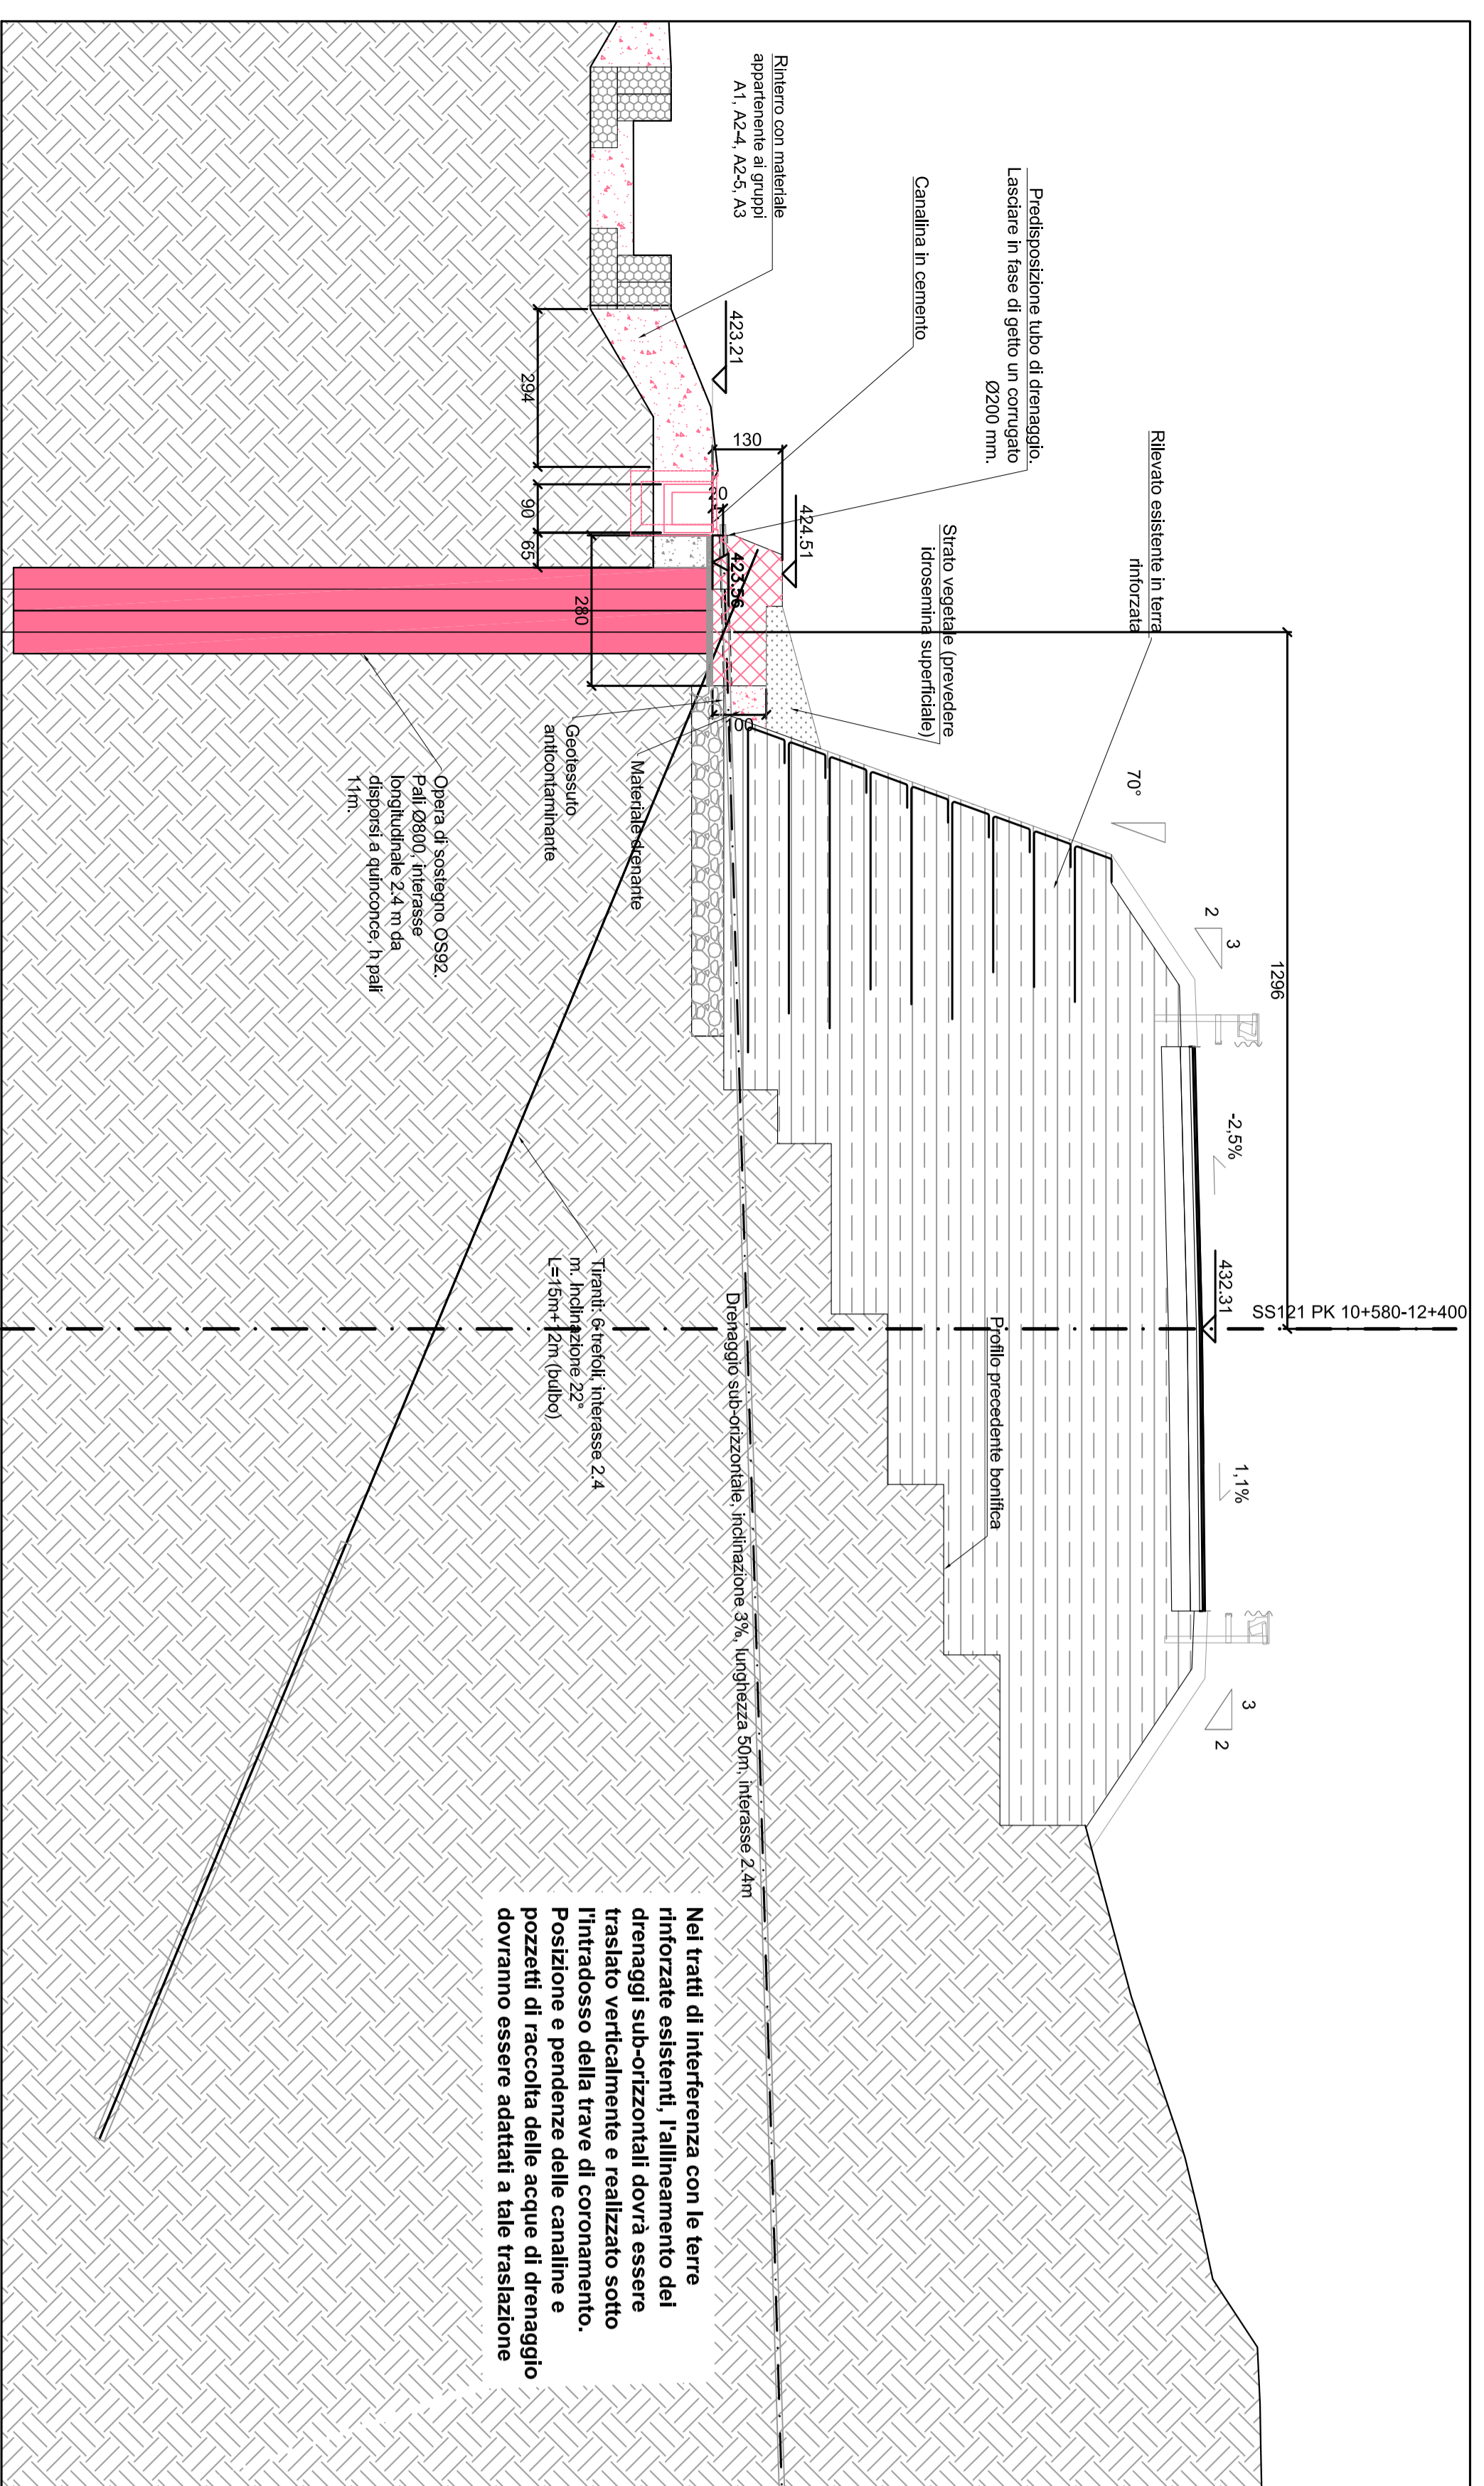 SS121 PK 10+580-12+400
1296
432.31
-2,5%
1,1%
2
3
3
2
70°
Rilevato esistente in terra
rinforzata
Predisposizione tubo di drenaggio.
Lasciare in fase di getto un corrugato
Ø200 mm.
Strato vegetale (prevedere
idrosemina superficiale)
Canalina in cemento
Rinterro con materiale
appartenente ai gruppi
A1, A2-4, A2-5, A3
424.51
423.21
423.56
130
20
100
294
90
65
280
Profilo precedente bonifica
Drenaggio sub-orizzontale, inclinazione 3%, lunghezza 50m, interasse 2.4m
Materiale drenante
Geotessuto
anticontaminante
Opera di sostegno OS92.
Pali Ø800, interasse
longitudinale 2.4 m da
disporsi a quinconce, h pali
11m.
Tiranti: 6 trefoli, interasse 2.4
m. Inclinazione 22°
L=15m+12m (bulbo)
Nei tratti di interferenza con le terre
rinforzate esistenti, l'allineamento dei
drenaggi sub-orizzontali dovrà essere
traslato verticalmente e realizzato sotto
l'intradosso della trave di coronamento.
Posizione e pendenze delle canaline e
pozzetti di raccolta delle acque di drenaggio
dovranno essere adattati a tale traslazione